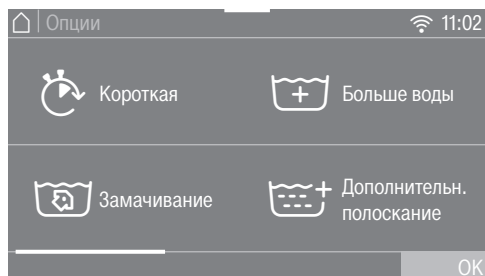 Опции
11:02
Короткая
Больше воды
Замачивание
Дополнительн.
полоскание
OK